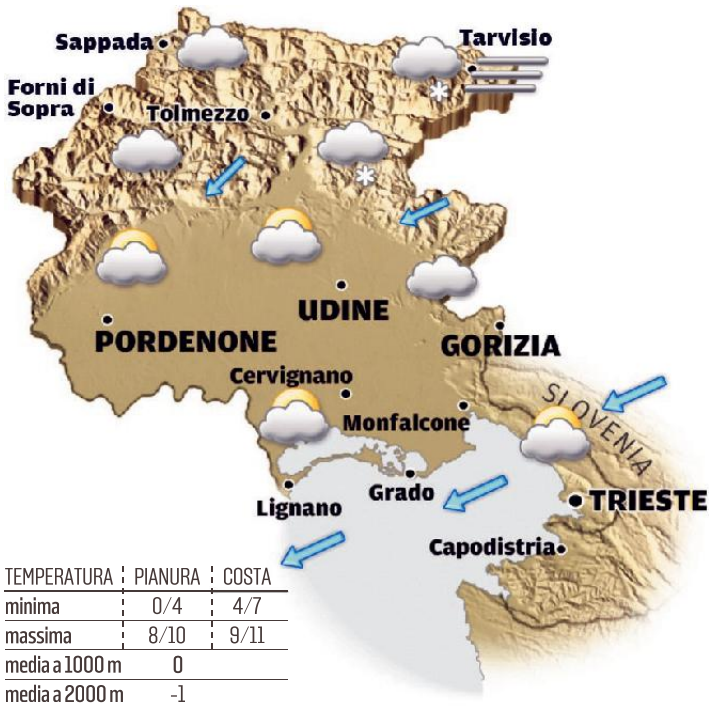 Sappada
Tarvisio
Forni di
Sopra
Tolmezzo
UDINE
PORDENONE
GORIZIA
Cervignano
SLOVENIA
Monfalcone
Grado
Lignano
TRIESTE
Capodistria
TEMPERATURA PIANURA COSTA
minima 0/4 4/7
massima 8/10 9/11
media a 1000 m 0
media a 2000 m -1